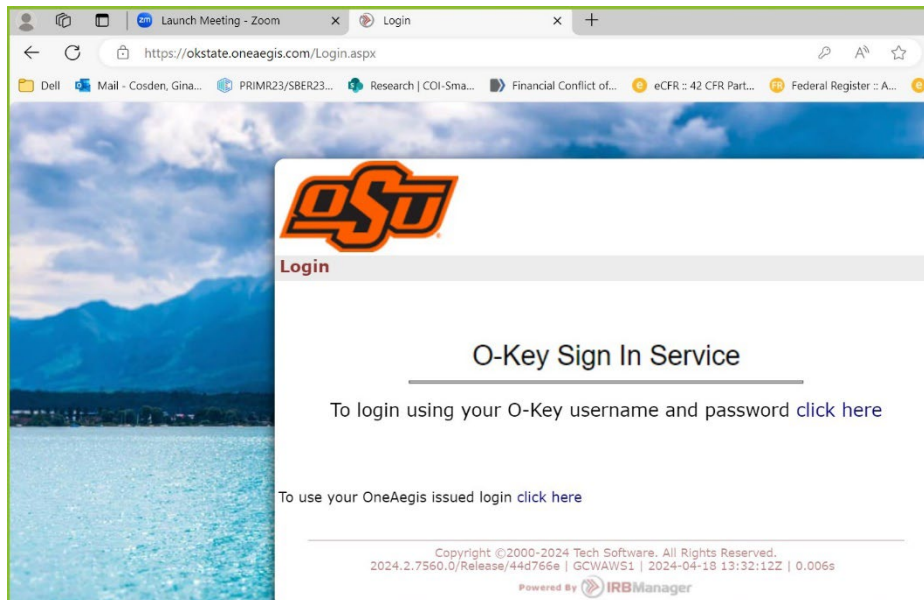 Launch Meeting - Zoom
Login
https://okstate.oneaegis.com/Login.aspx
Dell Mail - Cosden, Gina... PRIMR23/SBER23... Research | COI-Sma... Financial Conflict of... eCFR :: 42 CFR Part... Federal Register :: A...
OSU
Login
O-Key Sign In Service
To login using your O-Key username and password click here
To use your OneAegis issued login click here
Copyright ©2000-2024 Tech Software. All Rights Reserved.
2024.2.7560.0/Release/44d766e | GCWAWS1 | 2024-04-18 13:32:12Z | 0.006s
Powered By IRBManager